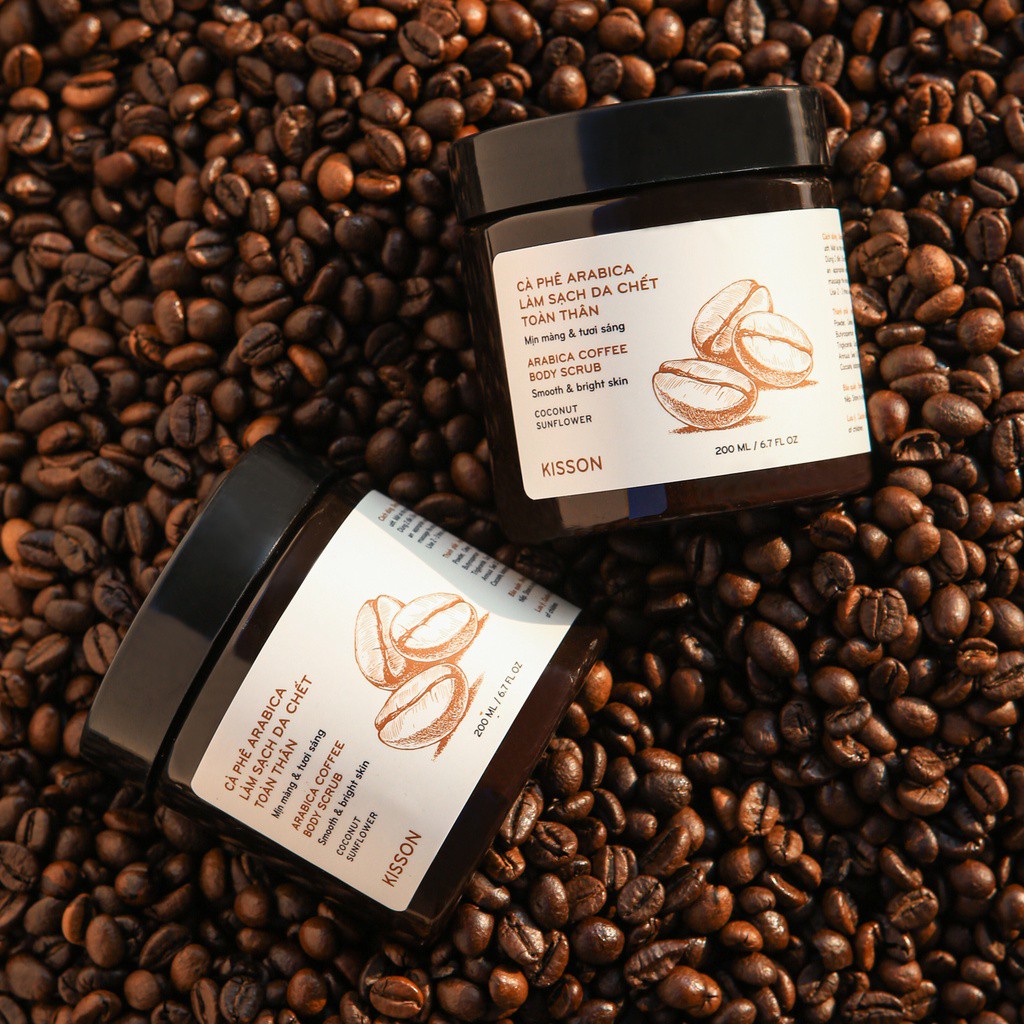 CÀ PHÊ ARABICA
LÀM SẠCH DA CHẾT
TOÀN THÂN
Mịn màng & tươi sáng
ARABICA COFFEE
BODY SCRUB
Smooth & bright skin
COCONUT
SUNFLOWER
KISSON
200 ML / 6.7 FL OZ
CÀ PHÊ ARABICA
LÀM SẠCH DA CHẾT
TOÀN THÂN
Mịn màng & tươi sáng
ARABICA COFFEE
BODY SCRUB
Smooth & bright skin
COCONUT
SUNFLOWER
KISSON
200 ML / 6.7 FL OZ